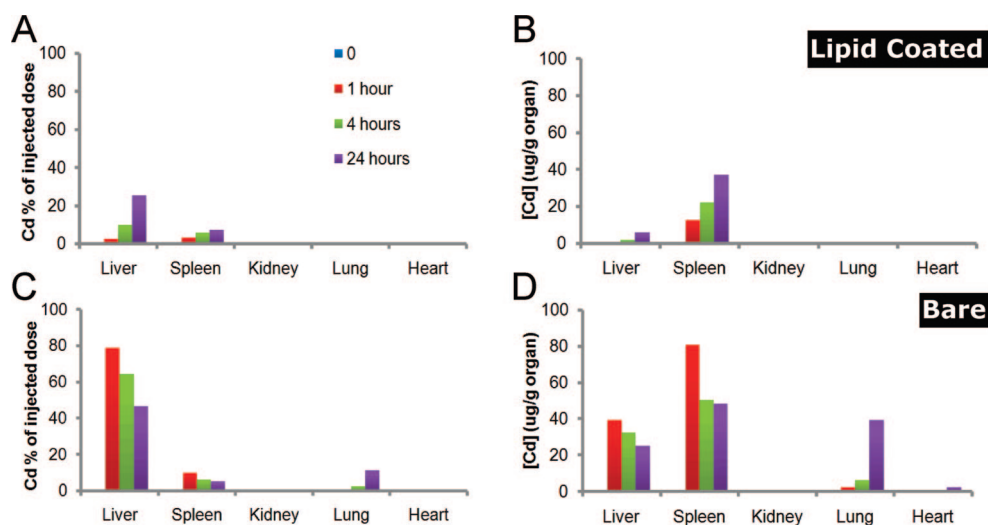 A
Cd % of injected dose
100
80
60
40
20
0
0
1 hour
4 hours
24 hours
Liver Spleen Kidney Lung Heart
B
Lipid Coated
[Cd] (ug/g organ)
100
80
60
40
20
0
Liver Spleen Kidney Lung Heart
C
Cd % of injected dose
100
80
60
40
20
0
Liver Spleen Kidney Lung Heart
D
Bare
[Cd] (ug/g organ)
100
80
60
40
20
0
Liver Spleen Kidney Lung Heart